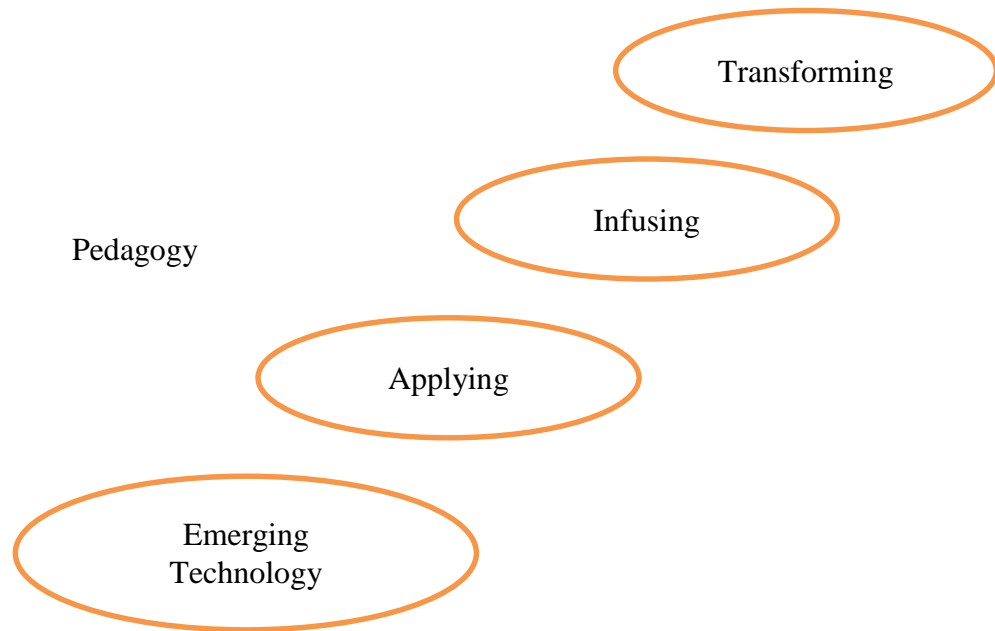 Transforming
Infusing
Pedagogy
Applying
Emerging
Technology